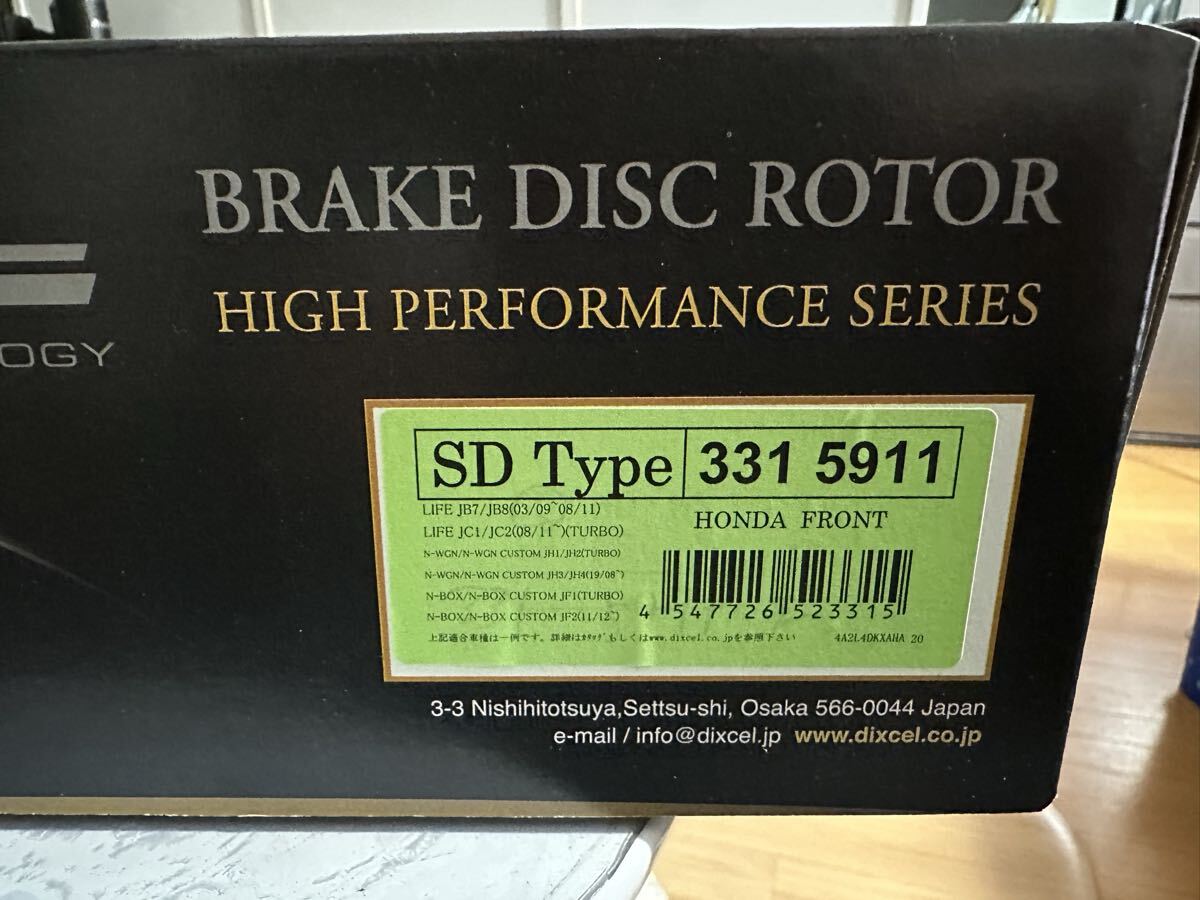 BRAKE DISC ROTOR
HIGH PERFORMANCE SERIES
OGY
SD Type 331 5911
HONDA FRONT
LIFE JB7/JB8(03/09~08/11)
LIFE JC1/JC2(08/11~)(TURBO)
N-WGN/N-WGN CUSTOM JH1/JH2(TURBO)
N-WGN/N-WGN CUSTOM JH3/JH4(19/08~)
N-BOX/N-BOX CUSTOM JF1(TURBO)
N-BOX/N-BOX CUSTOM JF2(11/12~)
4 547726 523315
上記適合車種は一例です。詳細はｶﾀﾛｸﾞもしくはwww.dixcel.co.jpを参照下さい 4A2L4DKXAHA 20
3-3 Nishihitotsuya,Settsu-shi, Osaka 566-0044 Japan
e-mail / info@dixcel.jp www.dixcel.co.jp